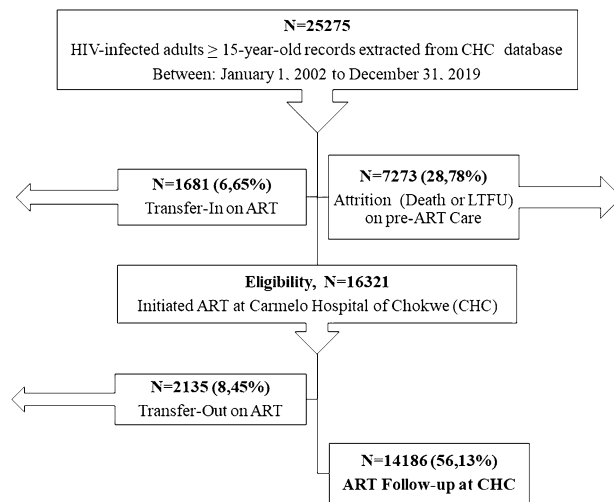 N=25275
HIV-infected adults ≥ 15-year-old records extracted from CHC database
Between: January 1, 2002 to December 31, 2019
N=1681 (6,65%)
Transfer-In on ART
N=7273 (28,78%)
Attrition (Death or LTFU)
on pre-ART Care
Eligibility, N=16321
Initiated ART at Carmelo Hospital of Chokwe (CHC)
N=2135 (8,45%)
Transfer-Out on ART
N=14186 (56,13%)
ART Follow-up at CHC